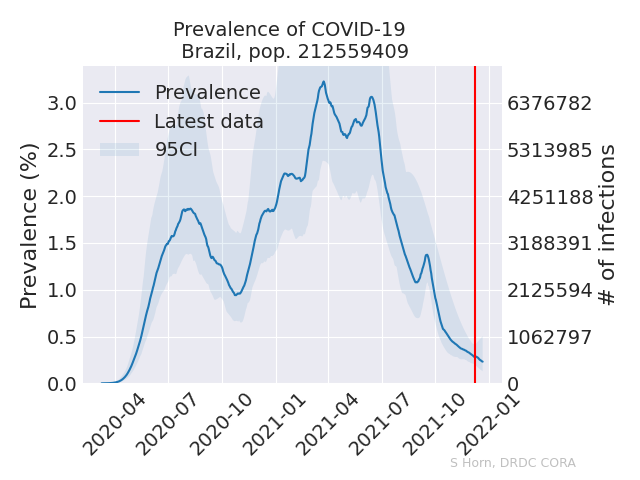 Prevalence of COVID-19
Brazil, pop. 212559409
Prevalence
Latest data
95CI
Prevalence (%)
3.0
2.5
2.0
1.5
1.0
0.5
0.0
6376782
5313985
4251188
3188391
2125594
1062797
0
# of infections
2020-04
2020-07
2020-10
2021-01
2021-04
2021-07
2021-10
2022-01
S Horn, DRDC CORA